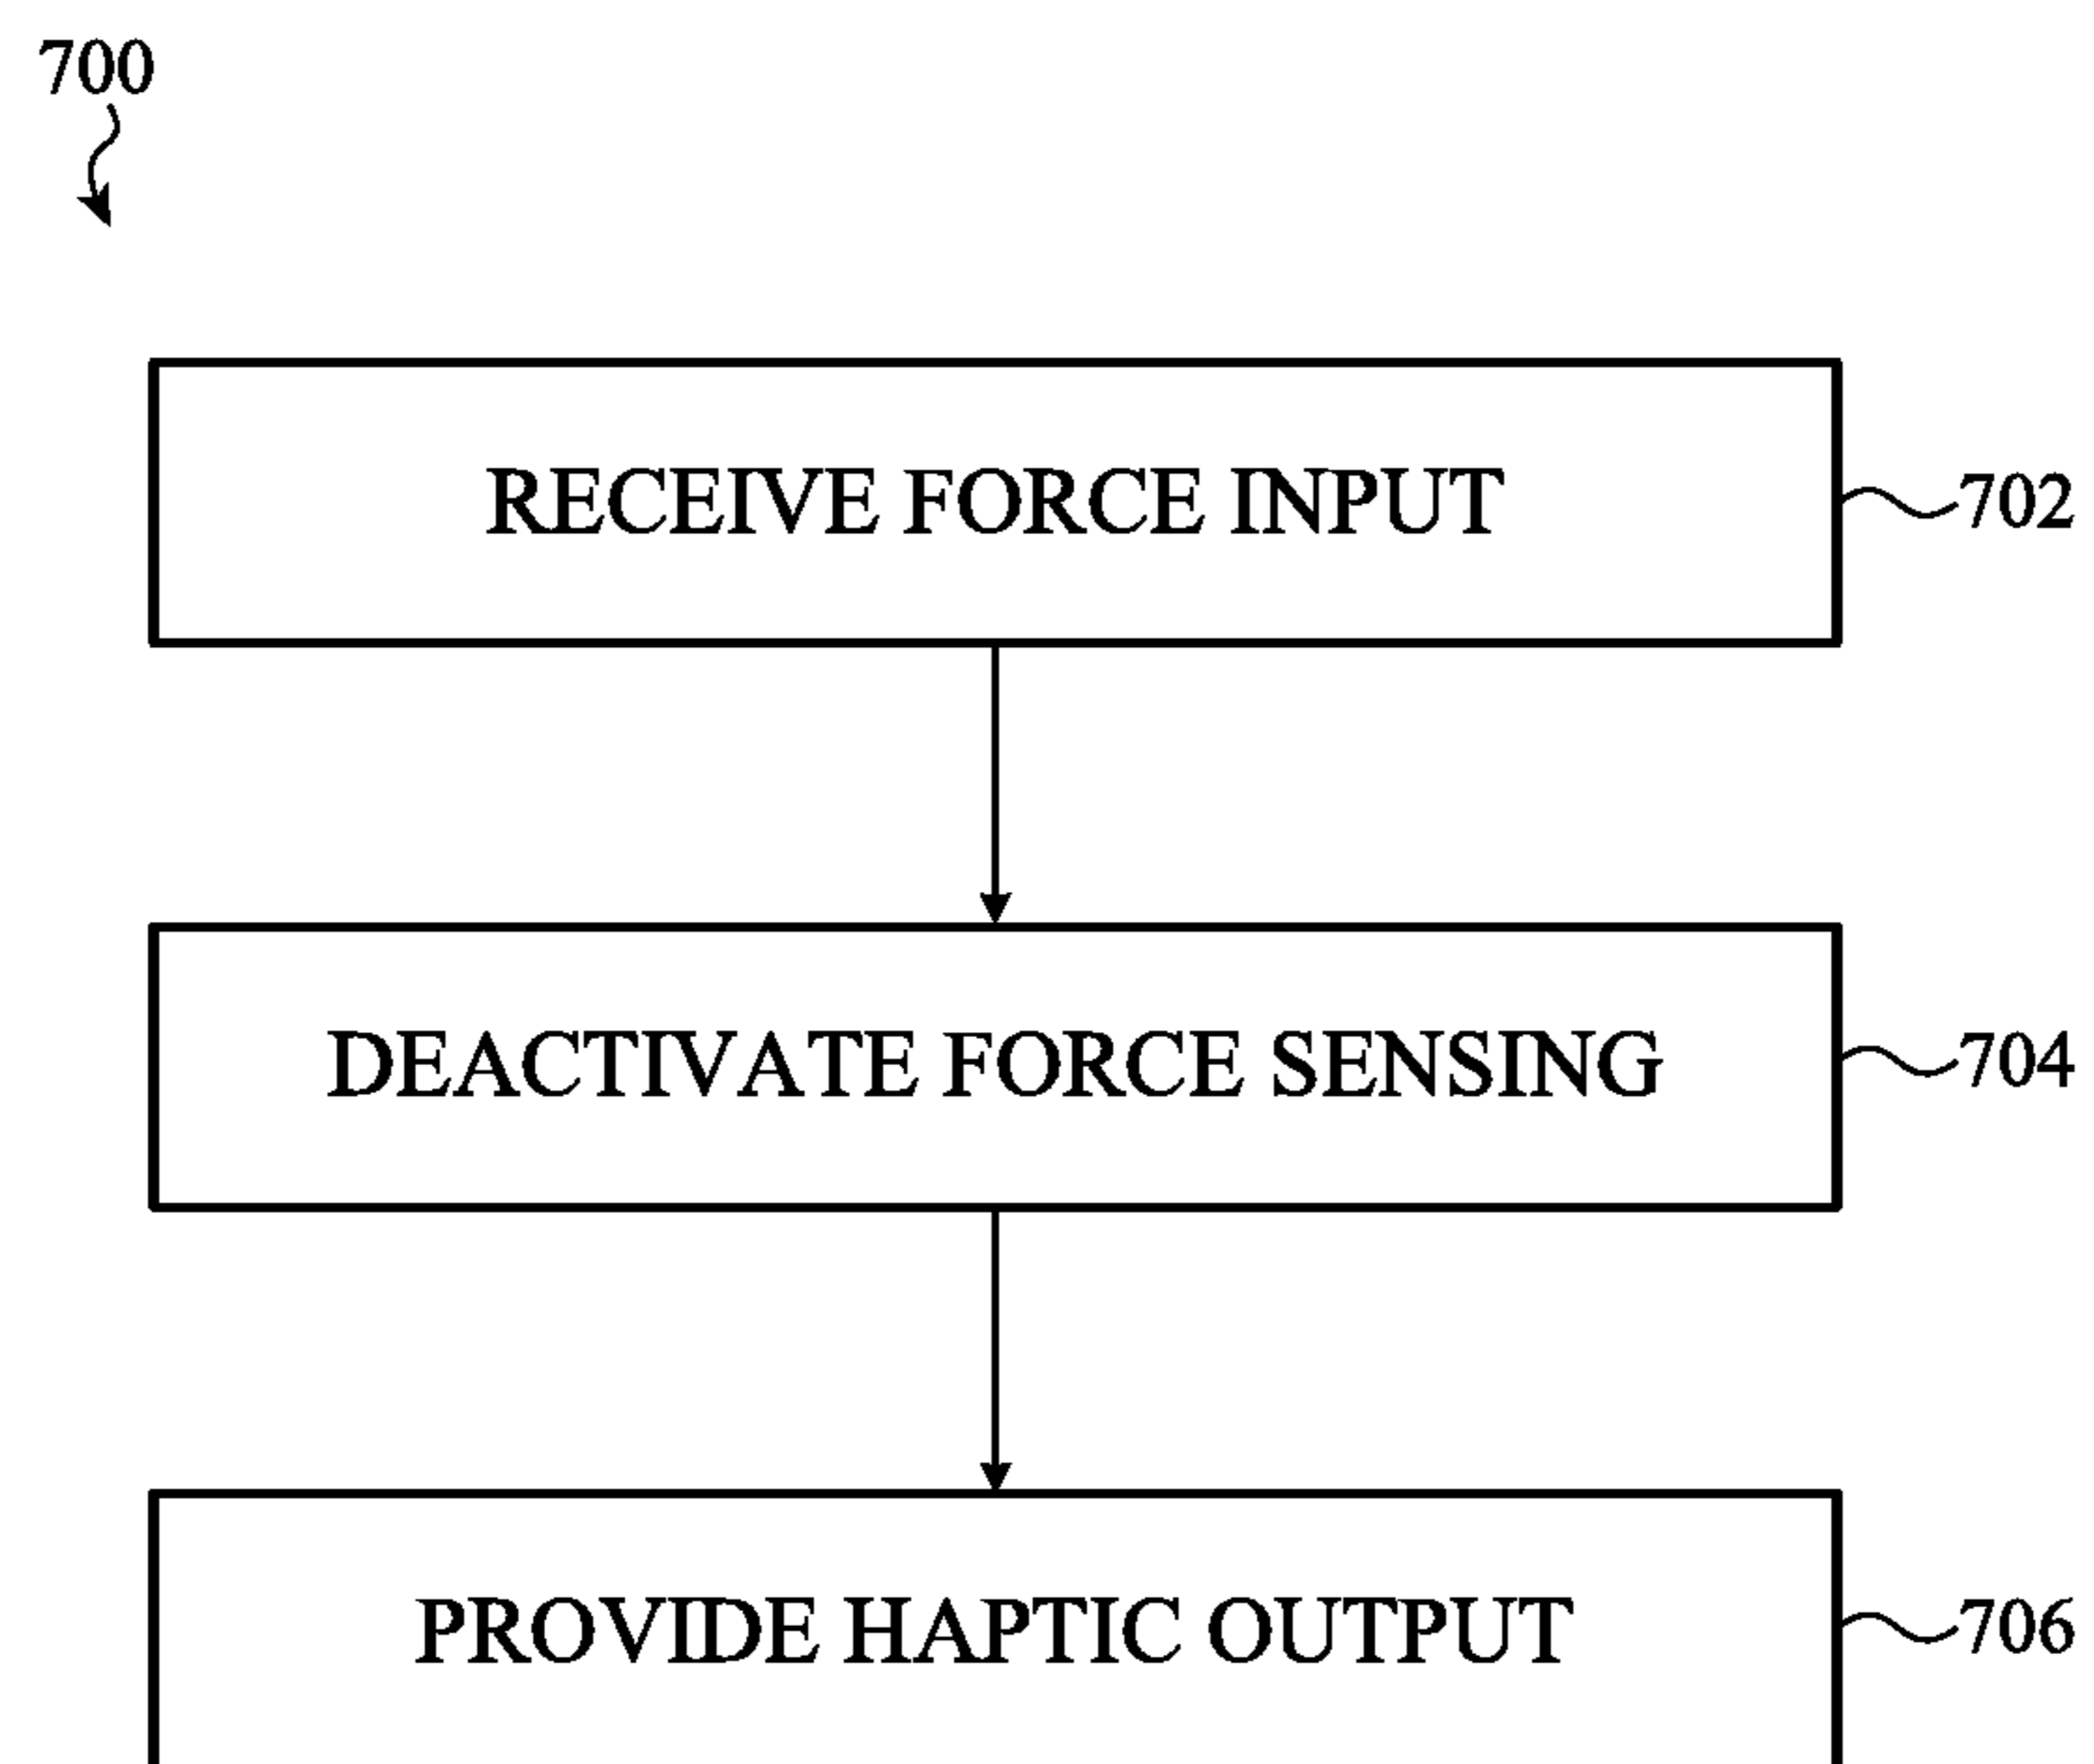 700
RECEIVE FORCE INPUT
702
DEACTIVATE FORCE SENSING
704
PROVIDE HAPTIC OUTPUT
706